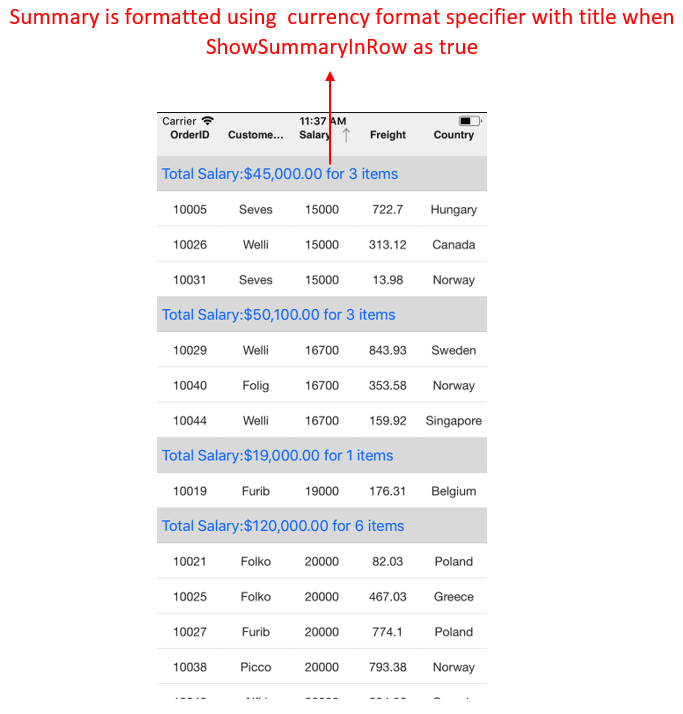 Summary is formatted using currency format specifier with title when
ShowSummaryInRow as true
Carrier 11:37 AM
OrderID Custome... Salary Freight Country
Total Salary:$45,000.00 for 3 items
10005 Seves 15000 722.7 Hungary
10026 Welli 15000 313.12 Canada
10031 Seves 15000 13.98 Norway
Total Salary:$50,100.00 for 3 items
10029 Welli 16700 843.93 Sweden
10040 Folig 16700 353.58 Norway
10044 Welli 16700 159.92 Singapore
Total Salary:$19,000.00 for 1 items
10019 Furib 19000 176.31 Belgium
Total Salary:$120,000.00 for 6 items
10021 Folko 20000 82.03 Poland
10025 Folko 20000 467.03 Greece
10027 Furib 20000 774.1 Poland
10038 Picco 20000 793.38 Norway